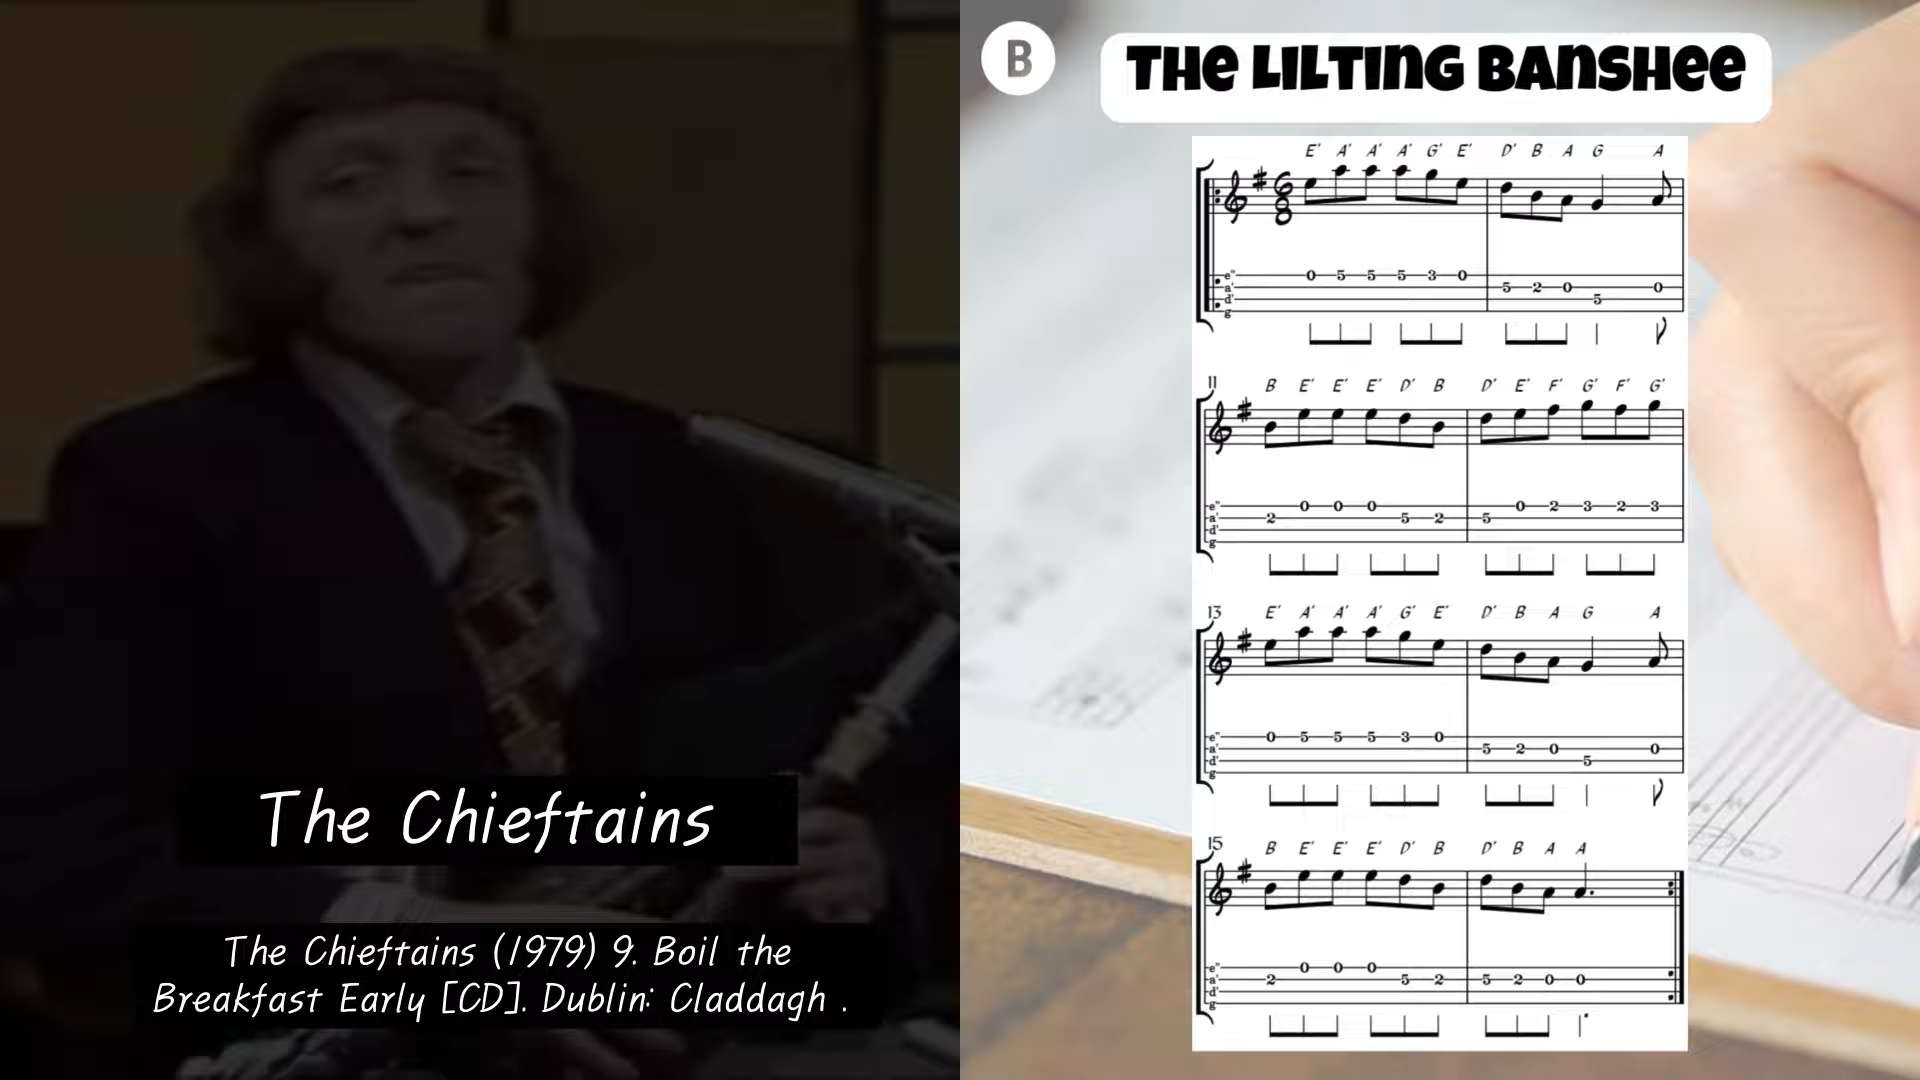 The Chieftains
The Chieftains (1979) 9. Boil the
Breakfast Early [CD]. Dublin: Claddagh .
B
THE LILTING BANSHEE
E' A' A' A' G' E' D' B A G A
6
8
e" 0 5 5 5 3 0
a' 5 2 0 0
d' 5
g
11 B E' E' E' D' B D' E' F' G' F' G'
e" 0 0 0 0 2 3 2 3
a' 2 5 2 5
d'
g
13 E' A' A' A' G' E' D' B A G A
e" 0 5 5 5 3 0
a' 5 2 0 0
d' 5
g
15 B E' E' E' D' B D' B A A
e" 0 0 0
a' 2 5 2 5 2 0 0
d'
g